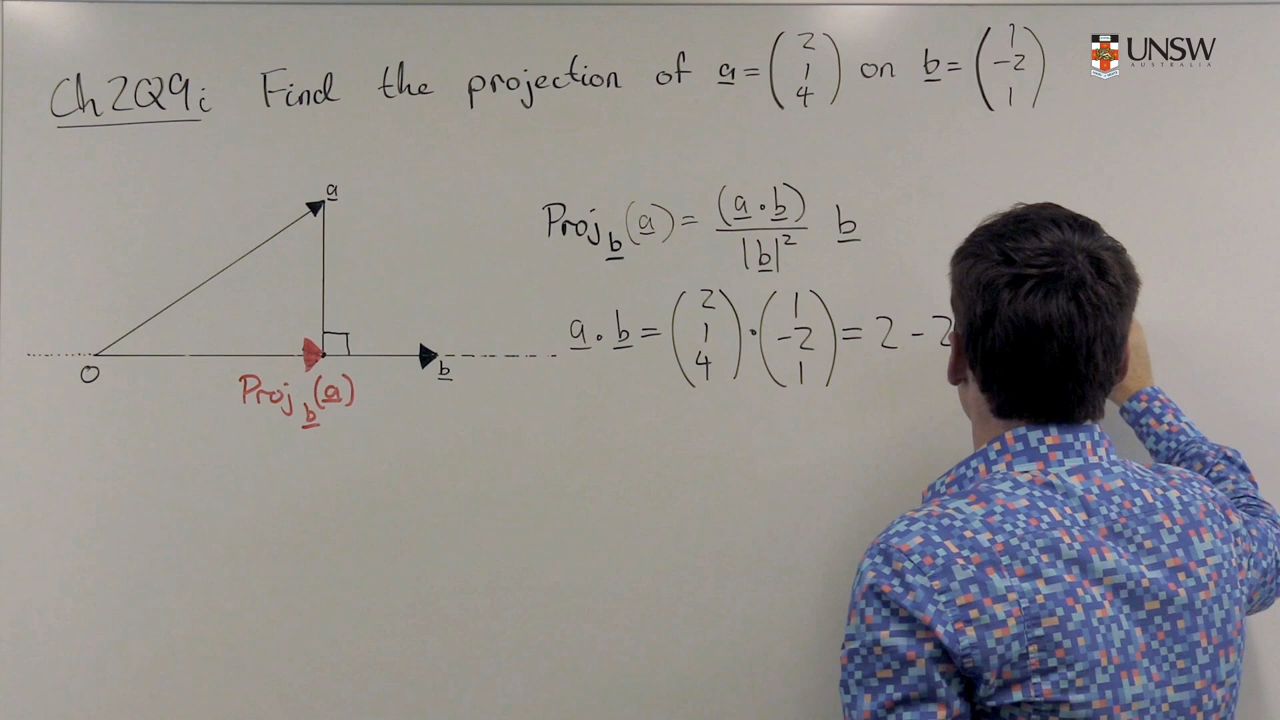 Ch2Q9i Find the projection of a = (2 1 4) on b = (1 -2 1)
UNSW
AUSTRALIA
a
O
b
Proj_b(a)
Proj_b(a) = (a · b) / |b|² b
a · b = (2 1 4) · (1 -2 1) = 2 - 2